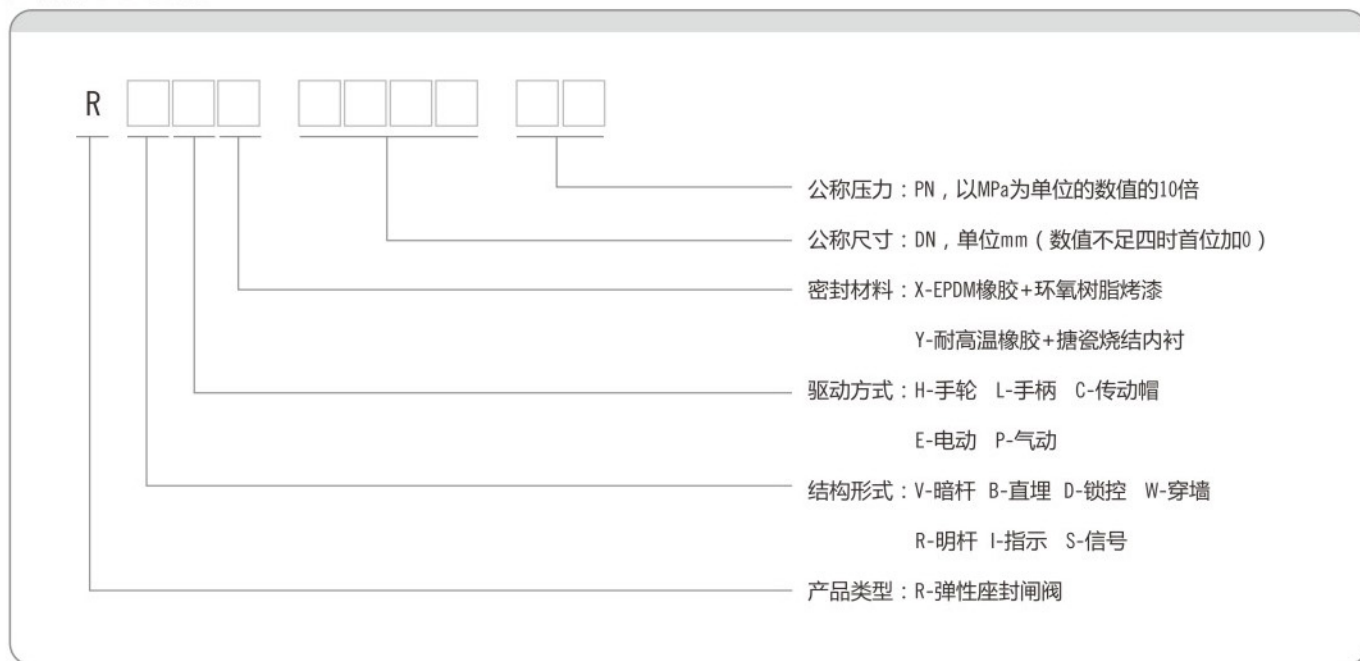 R
公称压力：PN，以MPa为单位的数值的10倍
公称尺寸：DN，单位mm（数值不足四时首位加0）
密封材料：X-EPDM橡胶+环氧树脂烤漆
Y-耐高温橡胶+搪瓷烧结内衬
驱动方式：H-手轮 L-手柄 C-传动帽
E-电动 P-气动
结构形式：V-暗杆 B-直埋 D-锁控 W-穿墙
R-明杆 I-指示 S-信号
产品类型：R-弹性座封闸阀